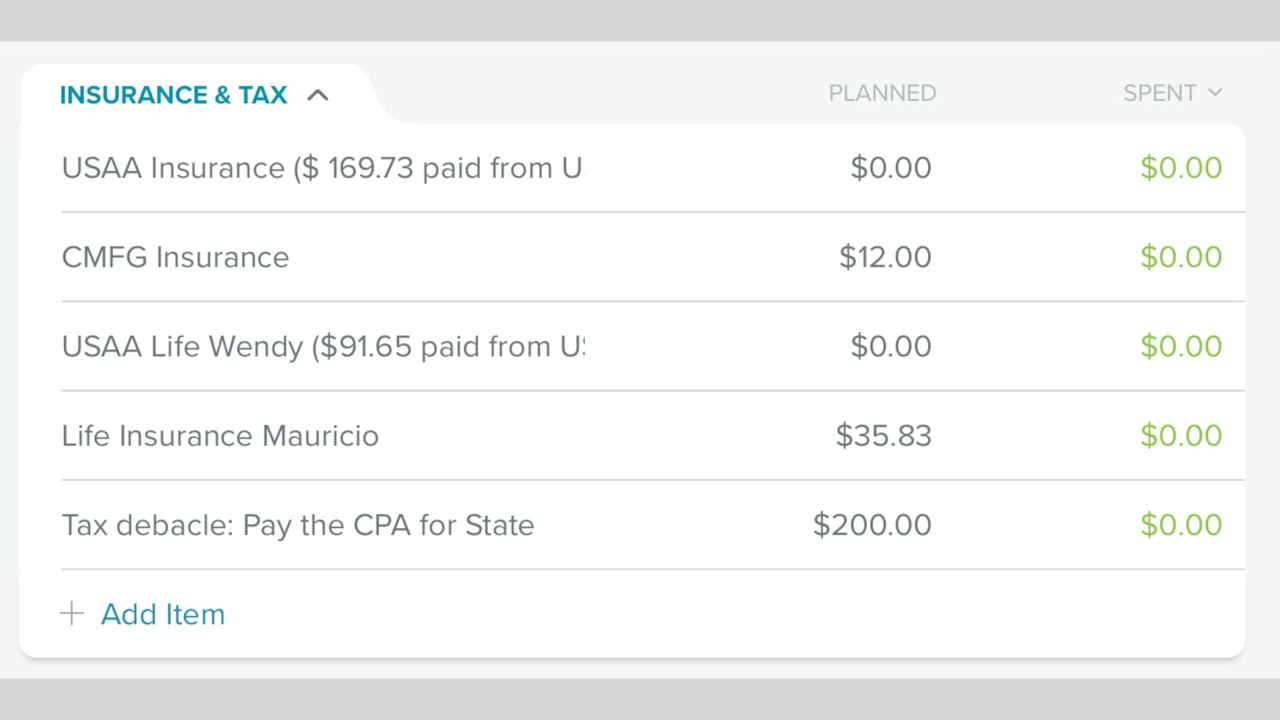 INSURANCE & TAX PLANNED SPENT
USAA Insurance ($ 169.73 paid from U $0.00 $0.00
CMFG Insurance $12.00 $0.00
USAA Life Wendy ($91.65 paid from U $0.00 $0.00
Life Insurance Mauricio $35.83 $0.00
Tax debacle: Pay the CPA for State $200.00 $0.00
+ Add Item